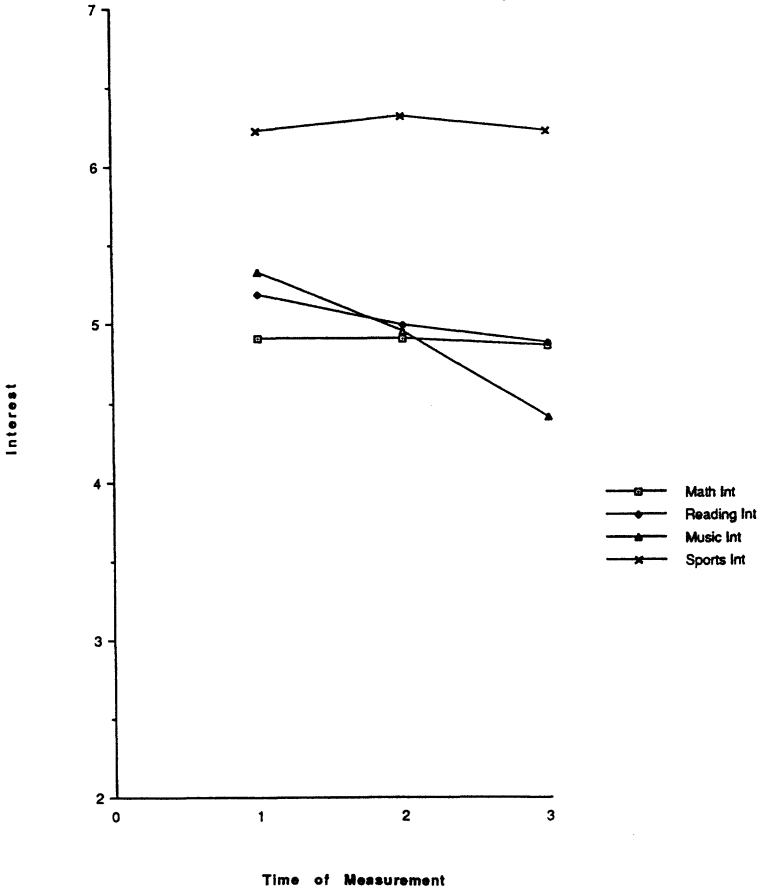 7
6
5
4
3
2
Interest
0 1 2 3
Time of Measurement
Math Int
Reading Int
Music Int
Sports Int